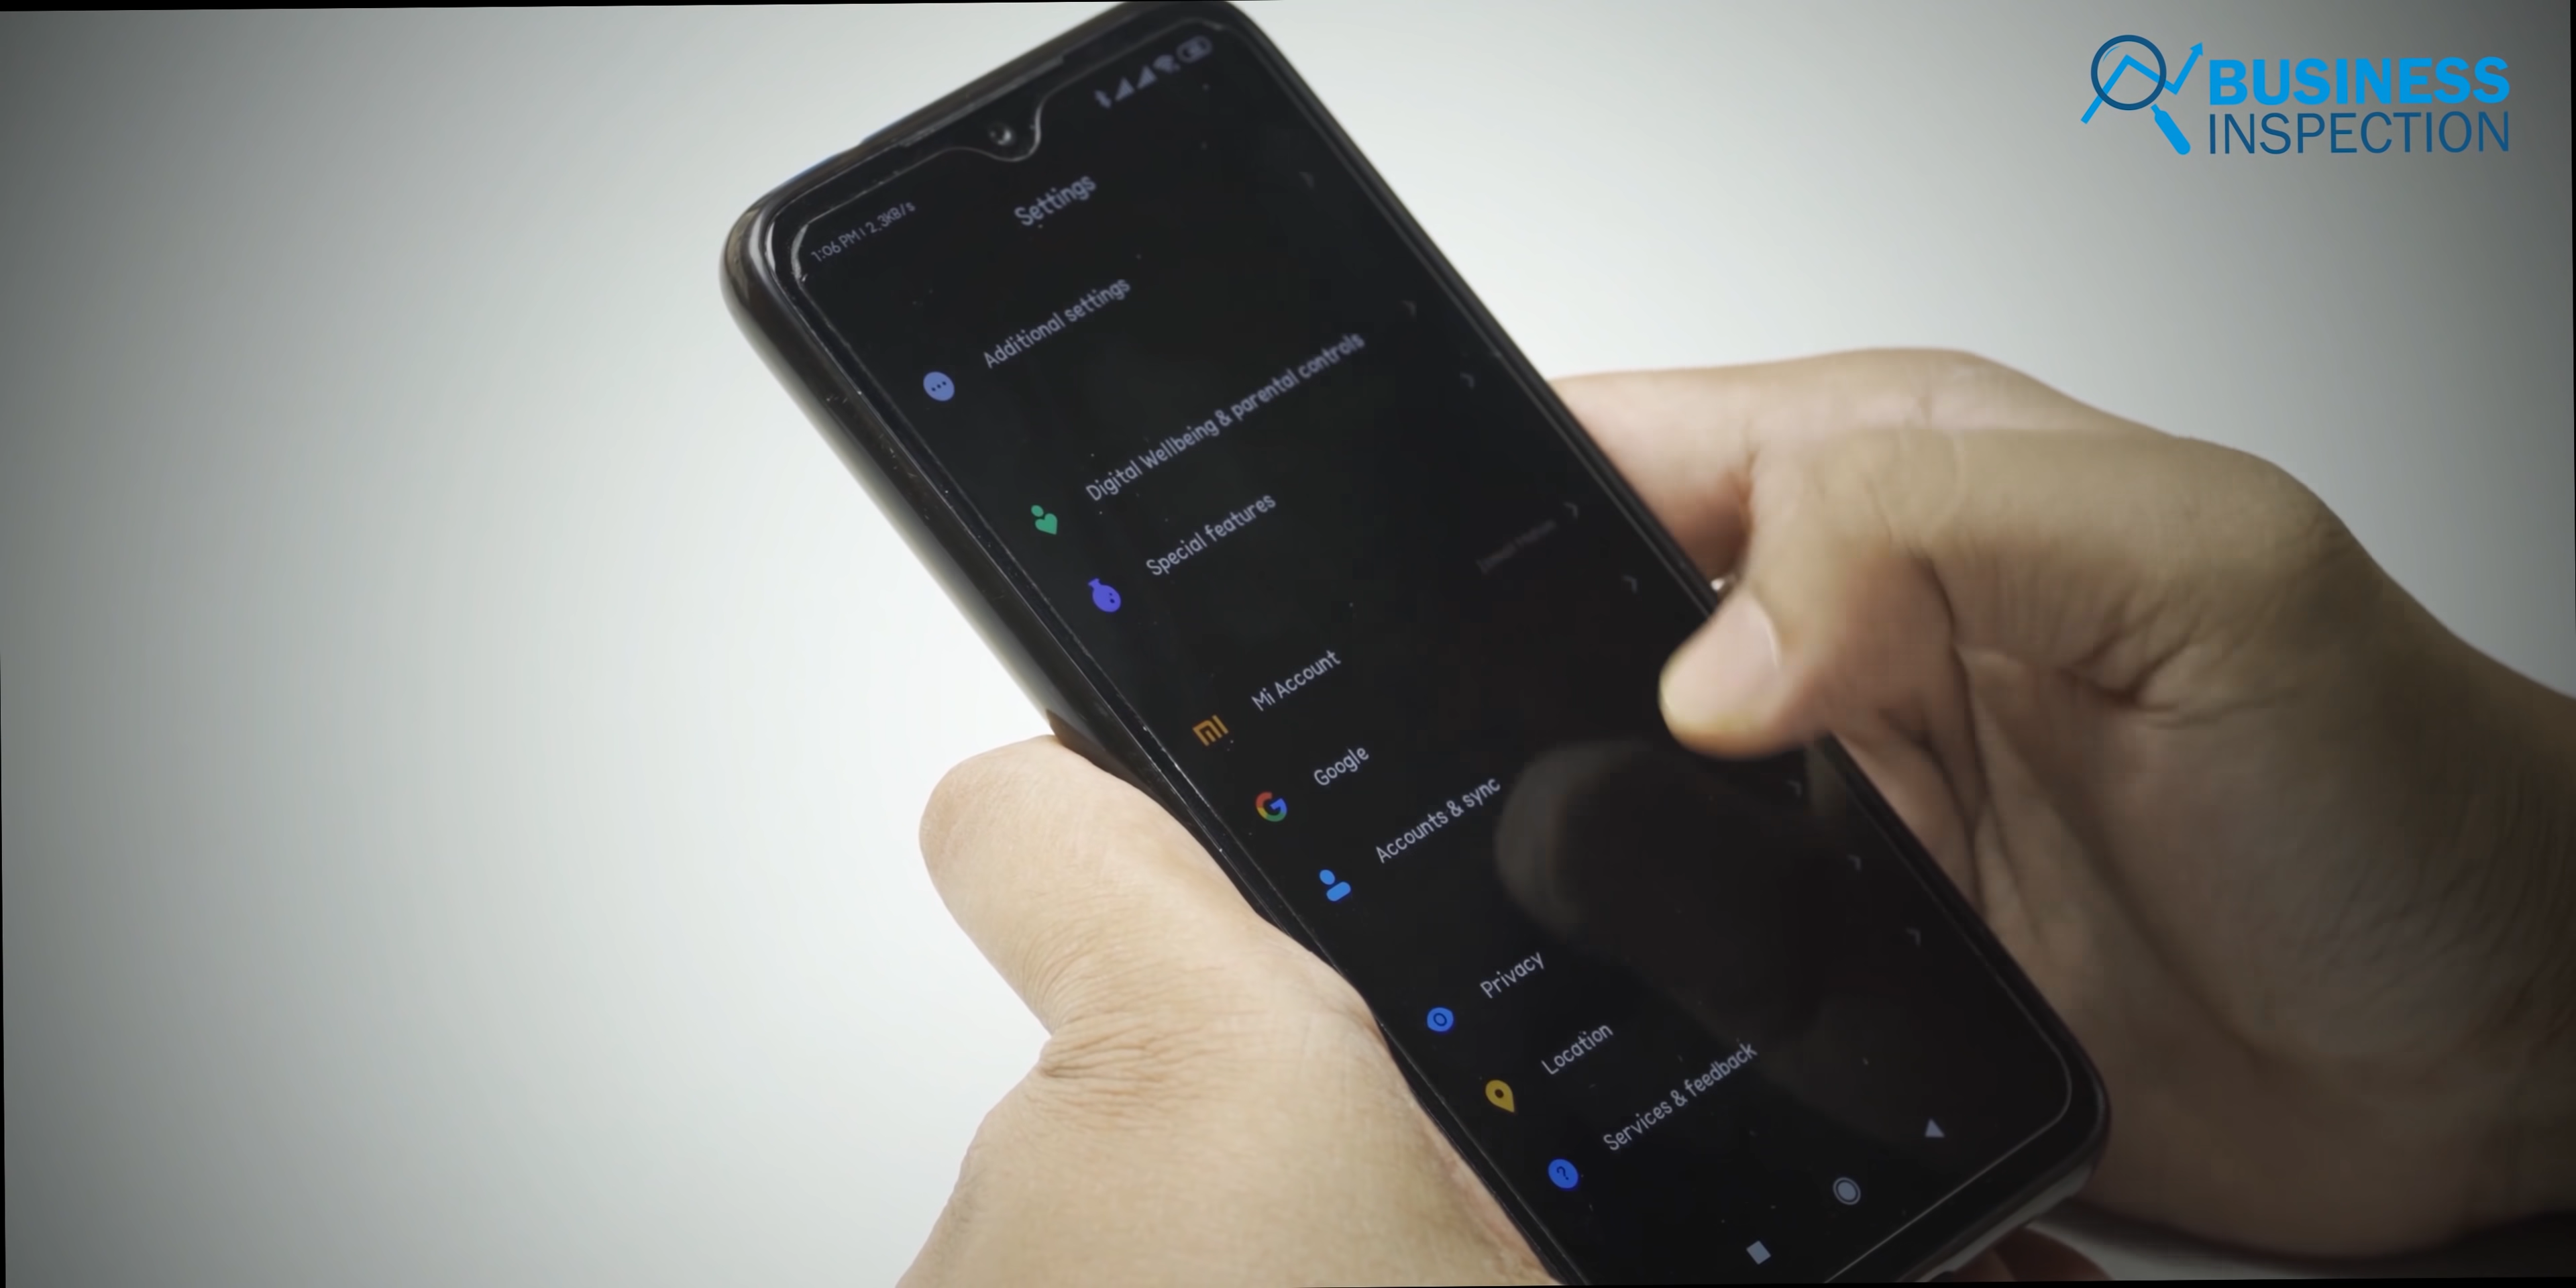 BUSINESS
INSPECTION
1:06 PM | 2.3KB/s
Settings
Additional settings
Digital Wellbeing & parental controls
Special features
Mi Account
Google
Accounts & sync
Privacy
Location
Services & feedback